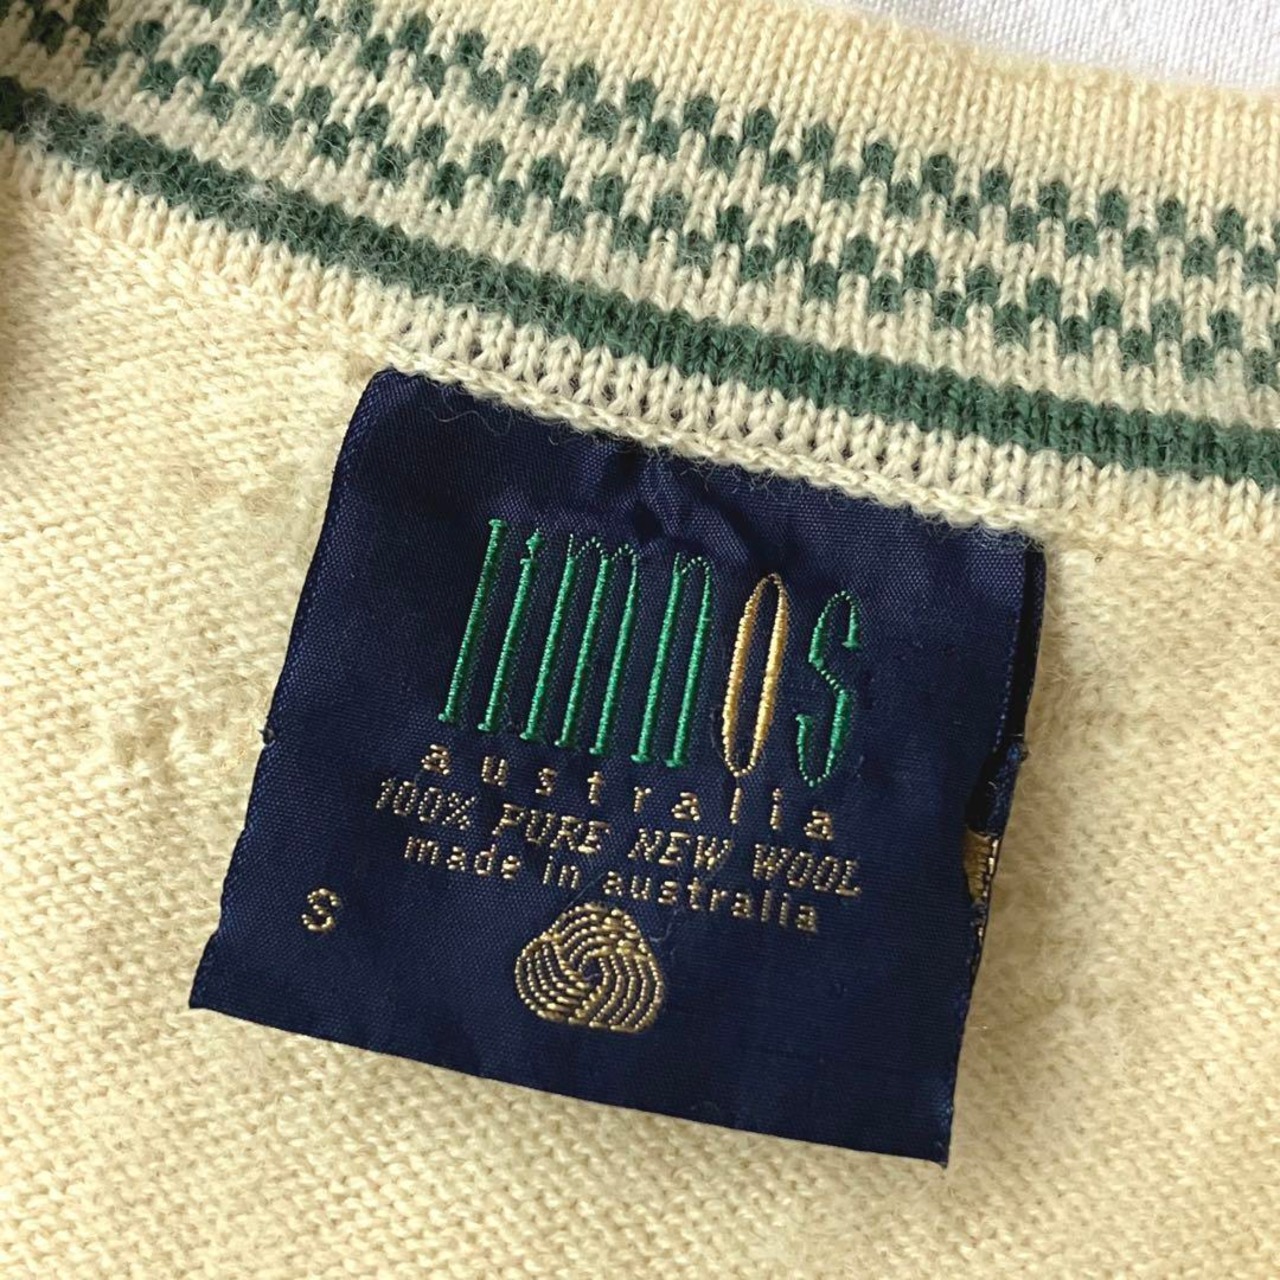 limnos
australia
100% PURE NEW WOOL
made in australia
S